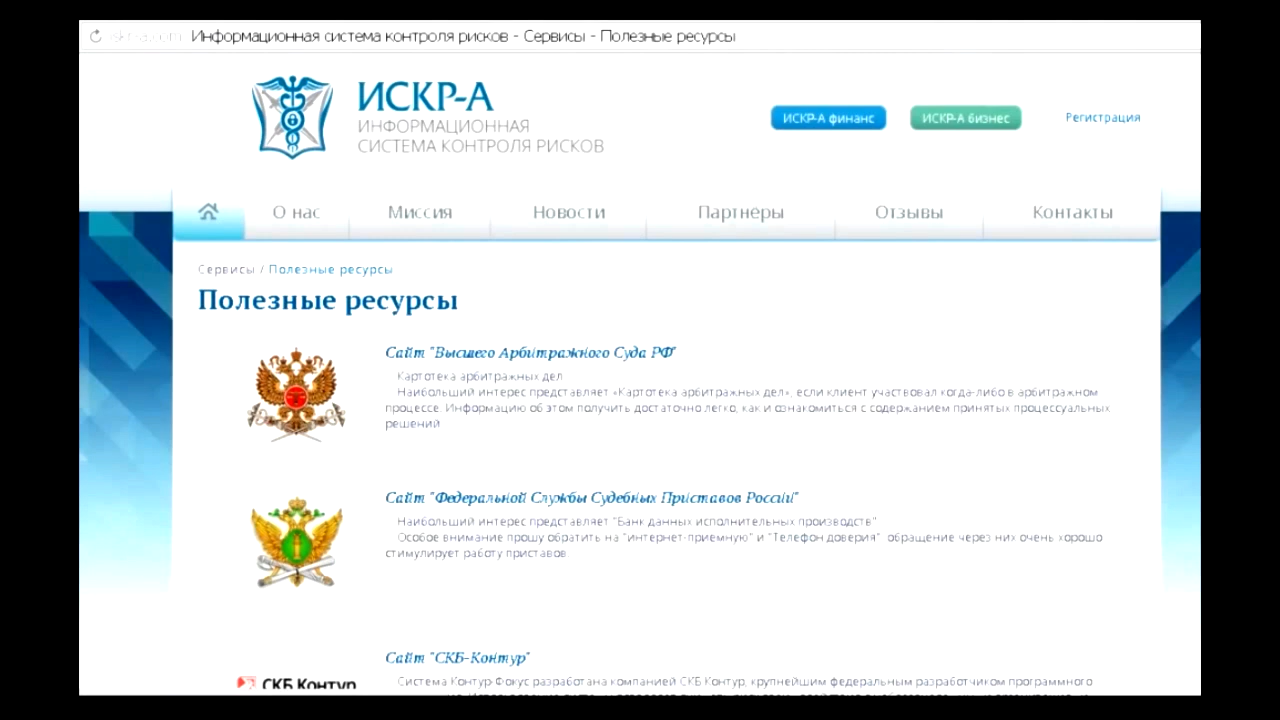 Информационная система контроля рисков - Сервисы - Полезные ресурсы
ИСКР-А
ИНФОРМАЦИОННАЯ
СИСТЕМА КОНТРОЛЯ РИСКОВ
ИСКР-А финанс
ИСКР-А бизнес
Регистрация
О нас
Миссия
Новости
Партнёры
Отзывы
Контакты
Сервисы / Полезные ресурсы
Полезные ресурсы
Сайт "Высшего Арбитражного Суда РФ"
Картотека арбитражных дел
Наибольший интерес представляет «Картотека арбитражных дел», если клиент участвовал когда-либо в арбитражном
процессе. Информацию об этом получить достаточно легко, как и ознакомиться с содержанием принятых процессуальных
решений
Сайт "Федеральной Службы Судебных Приставов России"
Наибольший интерес представляет "Банк данных исполнительных производств"
Особое внимание прошу обратить на "интернет-приемную" и "Телефон доверия" обращение через них очень хорошо
стимулирует работу приставов
Сайт "СКБ-Контур"
СКБ Контур
Система Контур-Фокус разработана компанией СКБ Контур, крупнейшим федеральным разработчиком программного